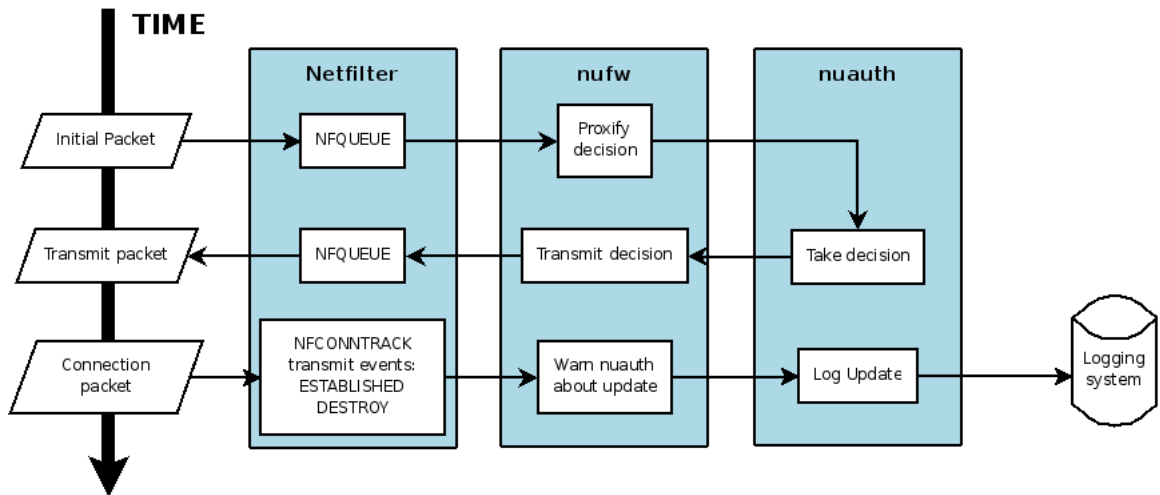 TIME
Netfilter
nufw
nuauth
Initial Packet
NFQUEUE
Proxify
decision
Transmit packet
NFQUEUE
Transmit decision
Take decision
Connection
packet
NFCONNTRACK
transmit events:
ESTABLISHED
DESTROY
Warn nuauth
about update
Log Update
Logging
system